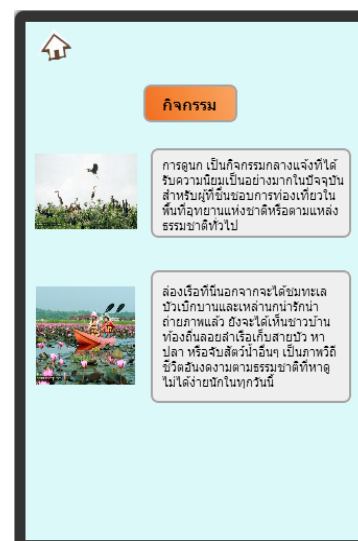 กิจกรรม
การดูนก เป็นกิจกรรมกลางแจ้งที่ได้
รับความนิยมเป็นอย่างมากในปัจจุบัน
สำหรับผู้ที่ชื่นชอบการท่องเที่ยวใน
พื้นที่อุทยานแห่งชาติหรือตามแหล่ง
ธรรมชาติทั่วไป
ล่องเรือที่นี่นอกจากจะได้ชมทะเล
บัวเบิกบานและเหล่านกน่ารักน่า
ถ่ายภาพแล้ว ยังจะได้เห็นชาวบ้าน
ท้องถิ่นลอยลำเรือเก็บสายบัว หา
ปลา หรือจับสัตว์น้ำอื่นๆ เป็นภาพวิถี
ชีวิตอันงดงามตามธรรมชาติที่หาดู
ไม่ได้ง่ายนักในทุกวันนี้